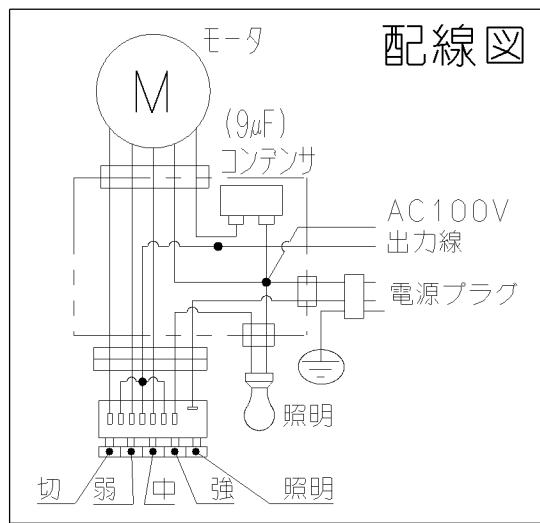 配線図
モータ
M
(9μF)
コンデンサ
AC100V
出力線
電源プラグ
照明
切 弱 中 強 照明